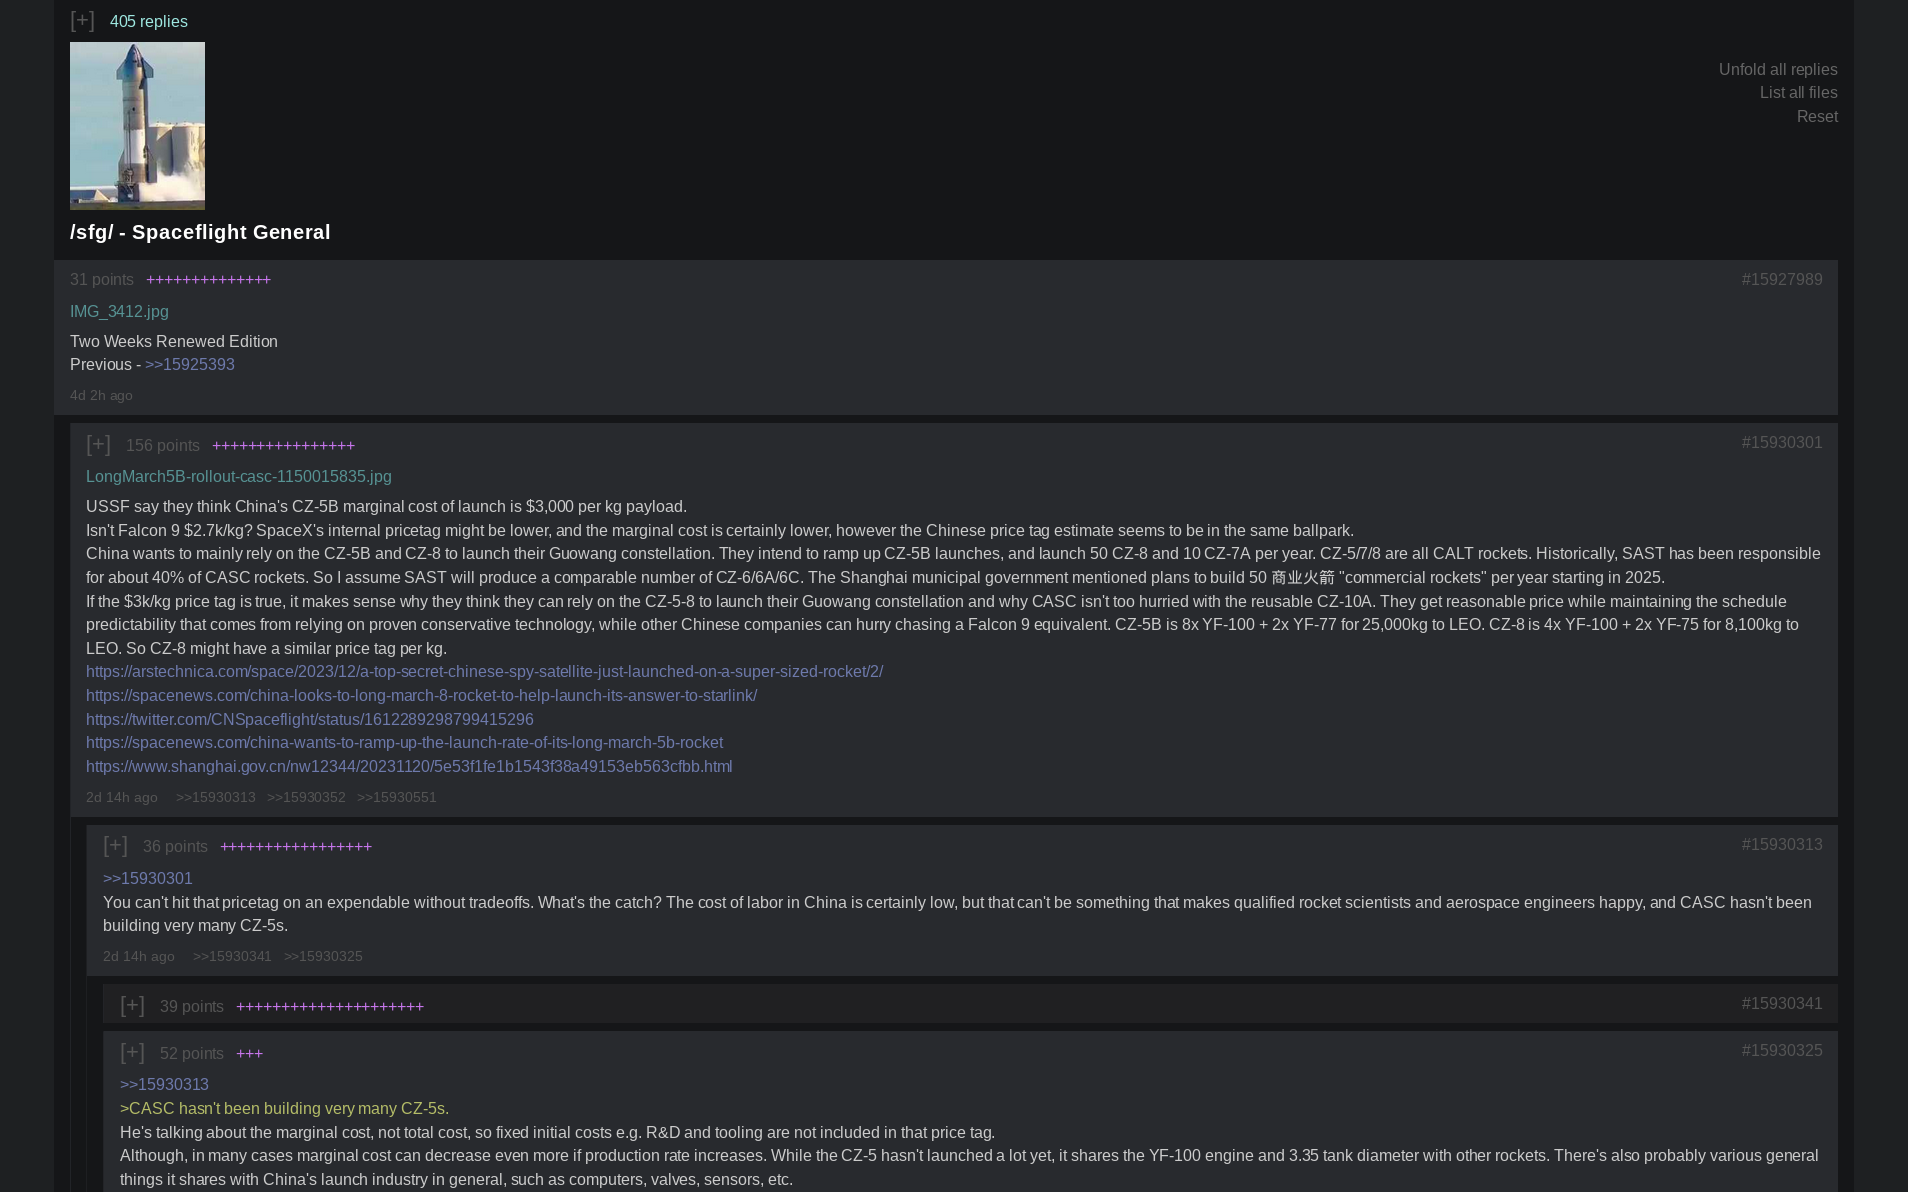 [+] 405 replies
Unfold all replies
List all files
Reset
/sfg/ - Spaceflight General
31 points ++++++++++++++ #15927989
IMG_3412.jpg
Two Weeks Renewed Edition
Previous - >>15925393
4d 2h ago
[+] 156 points ++++++++++++++++ #15930301
LongMarch5B-rollout-casc-1150015835.jpg
USSF say they think China's CZ-5B marginal cost of launch is $3,000 per kg payload.
Isn't Falcon 9 $2.7k/kg? SpaceX's internal pricetag might be lower, and the marginal cost is certainly lower, however the Chinese price tag estimate seems to be in the same ballpark.
China wants to mainly rely on the CZ-5B and CZ-8 to launch their Guowang constellation. They intend to ramp up CZ-5B launches, and launch 50 CZ-8 and 10 CZ-7A per year. CZ-5/7/8 are all CALT rockets. Historically, SAST has been responsible
for about 40% of CASC rockets. So I assume SAST will produce a comparable number of CZ-6/6A/6C. The Shanghai municipal government mentioned plans to build 50 商业火箭 "commercial rockets" per year starting in 2025.
If the $3k/kg price tag is true, it makes sense why they think they can rely on the CZ-5-8 to launch their Guowang constellation and why CASC isn't too hurried with the reusable CZ-10A. They get reasonable price while maintaining the schedule
predictability that comes from relying on proven conservative technology, while other Chinese companies can hurry chasing a Falcon 9 equivalent. CZ-5B is 8x YF-100 + 2x YF-77 for 25,000kg to LEO. CZ-8 is 4x YF-100 + 2x YF-75 for 8,100kg to
LEO. So CZ-8 might have a similar price tag per kg.
https://arstechnica.com/space/2023/12/a-top-secret-chinese-spy-satellite-just-launched-on-a-super-sized-rocket/2/
https://spacenews.com/china-looks-to-long-march-8-rocket-to-help-launch-its-answer-to-starlink/
https://twitter.com/CNSpaceflight/status/1612289298799415296
https://spacenews.com/china-wants-to-ramp-up-the-launch-rate-of-its-long-march-5b-rocket
https://www.shanghai.gov.cn/nw12344/20231120/5e53f1fe1b1543f38a49153eb563cfbb.html
2d 14h ago >>15930313 >>15930352 >>15930551
[+] 36 points +++++++++++++++++ #15930313
>>15930301
You can't hit that pricetag on an expendable without tradeoffs. What's the catch? The cost of labor in China is certainly low, but that can't be something that makes qualified rocket scientists and aerospace engineers happy, and CASC hasn't been
building very many CZ-5s.
2d 14h ago >>15930341 >>15930325
[+] 39 points +++++++++++++++++++++ #15930341
[+] 52 points +++ #15930325
>>15930313
>CASC hasn't been building very many CZ-5s.
He's talking about the marginal cost, not total cost, so fixed initial costs e.g. R&D and tooling are not included in that price tag.
Although, in many cases marginal cost can decrease even more if production rate increases. While the CZ-5 hasn't launched a lot yet, it shares the YF-100 engine and 3.35 tank diameter with other rockets. There's also probably various general
things it shares with China's launch industry in general, such as computers, valves, sensors, etc.